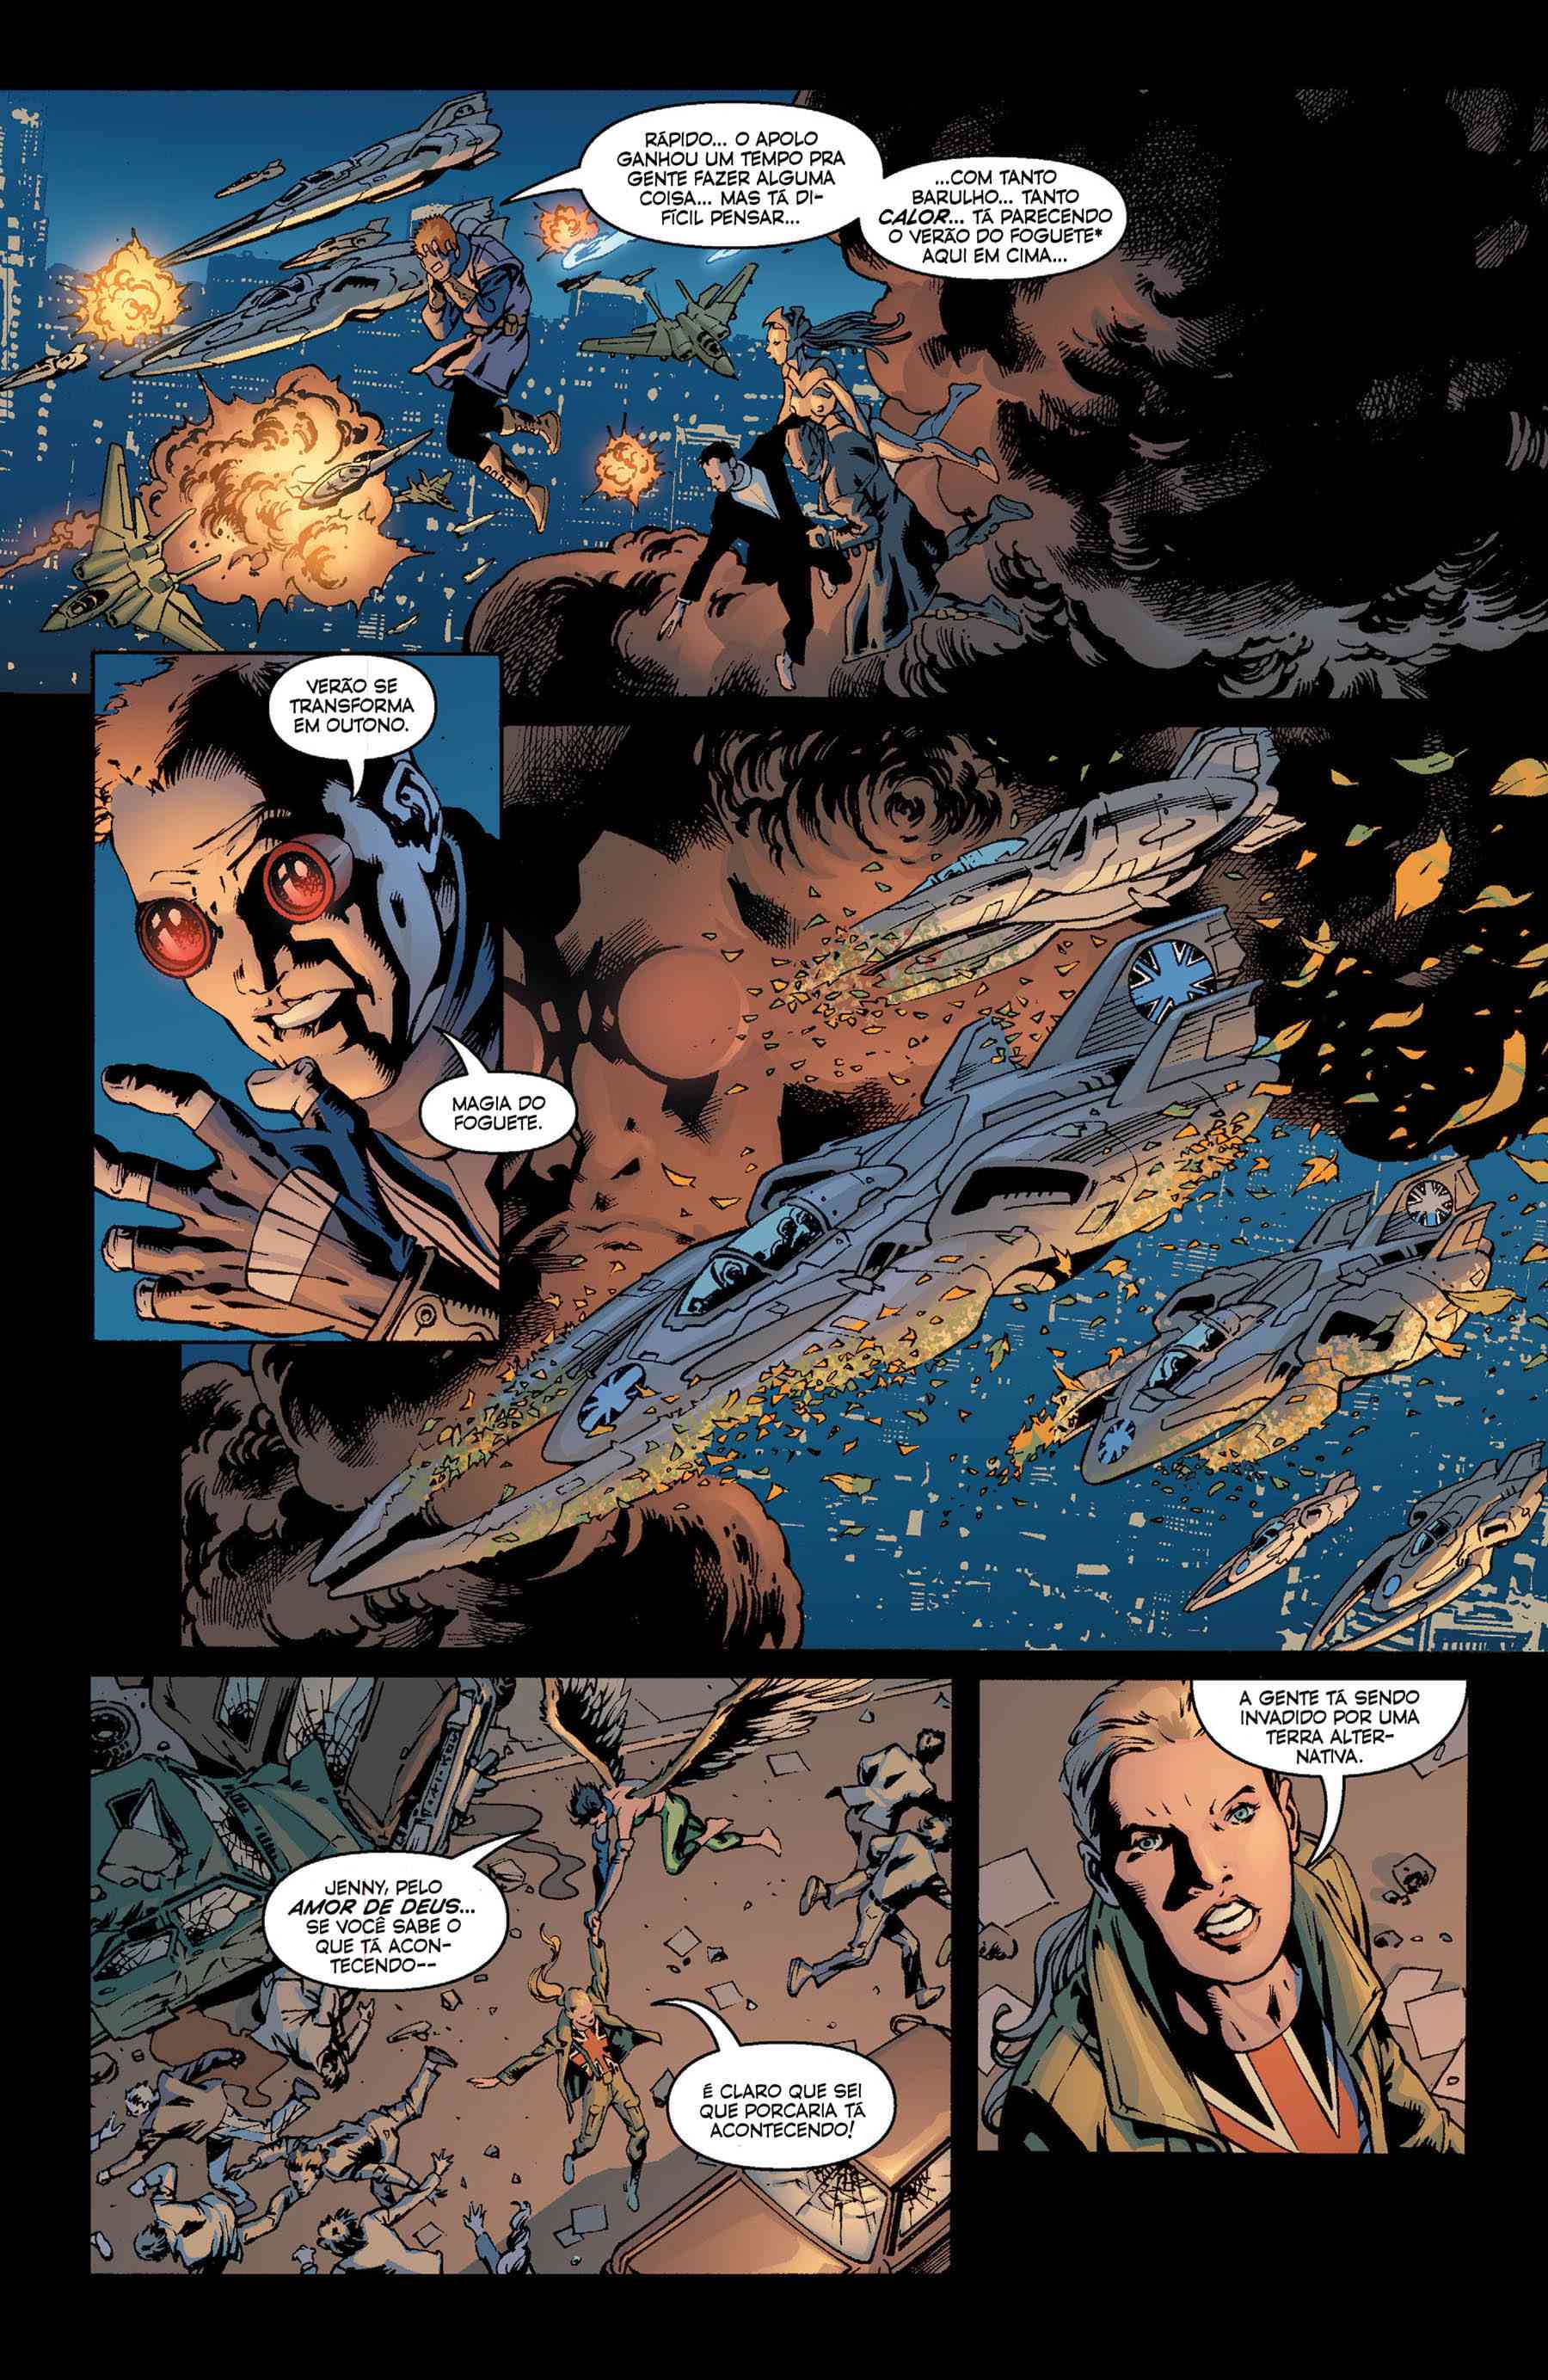 RÁPIDO... O APOLO
GANHOU UM TEMPO PRA
GENTE FAZER ALGUMA
COISA... MAS TÁ DI-
FÍCIL PENSAR...
...COM TANTO
BARULHO... TANTO
CALOR... TÁ PARECENDO
O VERÃO DO FOGUETE*
AQUI EM CIMA...
VERÃO SE
TRANSFORMA
EM OUTONO.
MAGIA DO
FOGUETE.
JENNY, PELO
AMOR DE DEUS...
SE VOCÊ SABE O
QUE TÁ ACON-
TECENDO--
É CLARO QUE SEI
QUE PORCARIA TÁ
ACONTECENDO!
A GENTE TÁ SENDO
INVADIDO POR UMA
TERRA ALTER-
NATIVA.